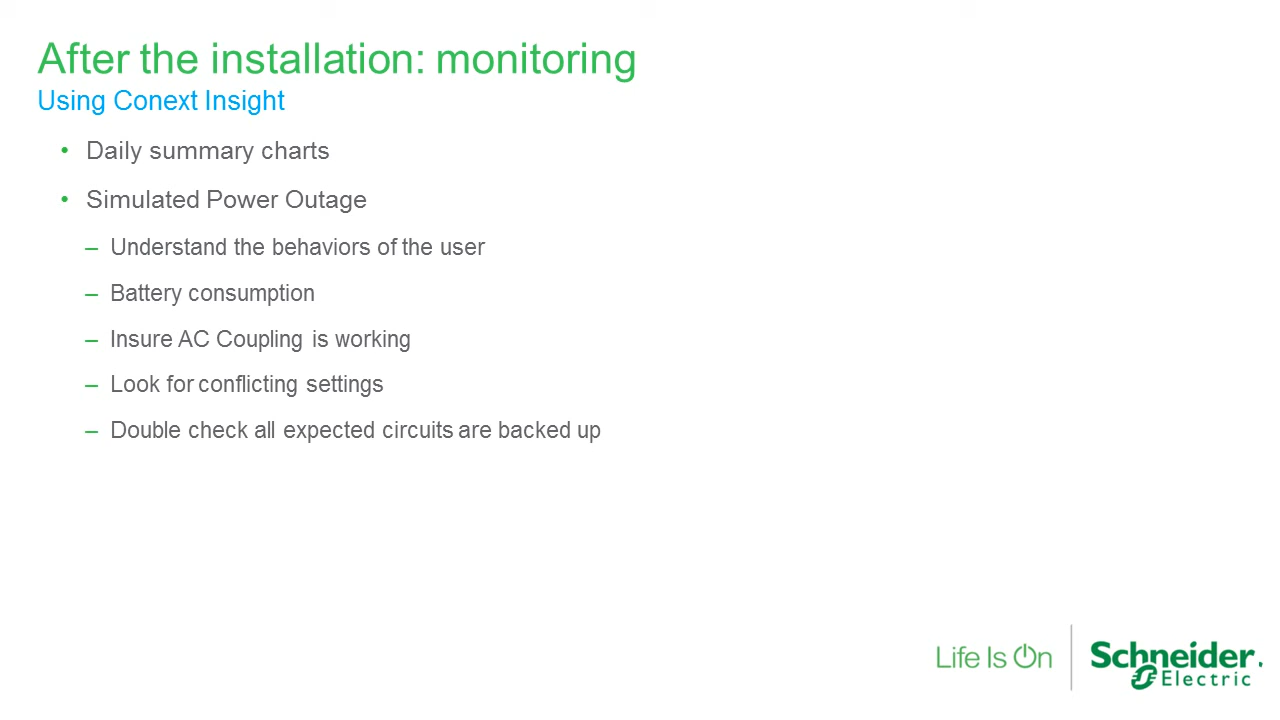 After the installation: monitoring
Using Conext Insight
• Daily summary charts
• Simulated Power Outage
– Understand the behaviors of the user
– Battery consumption
– Insure AC Coupling is working
– Look for conflicting settings
– Double check all expected circuits are backed up
Life Is On
Schneider
Electric